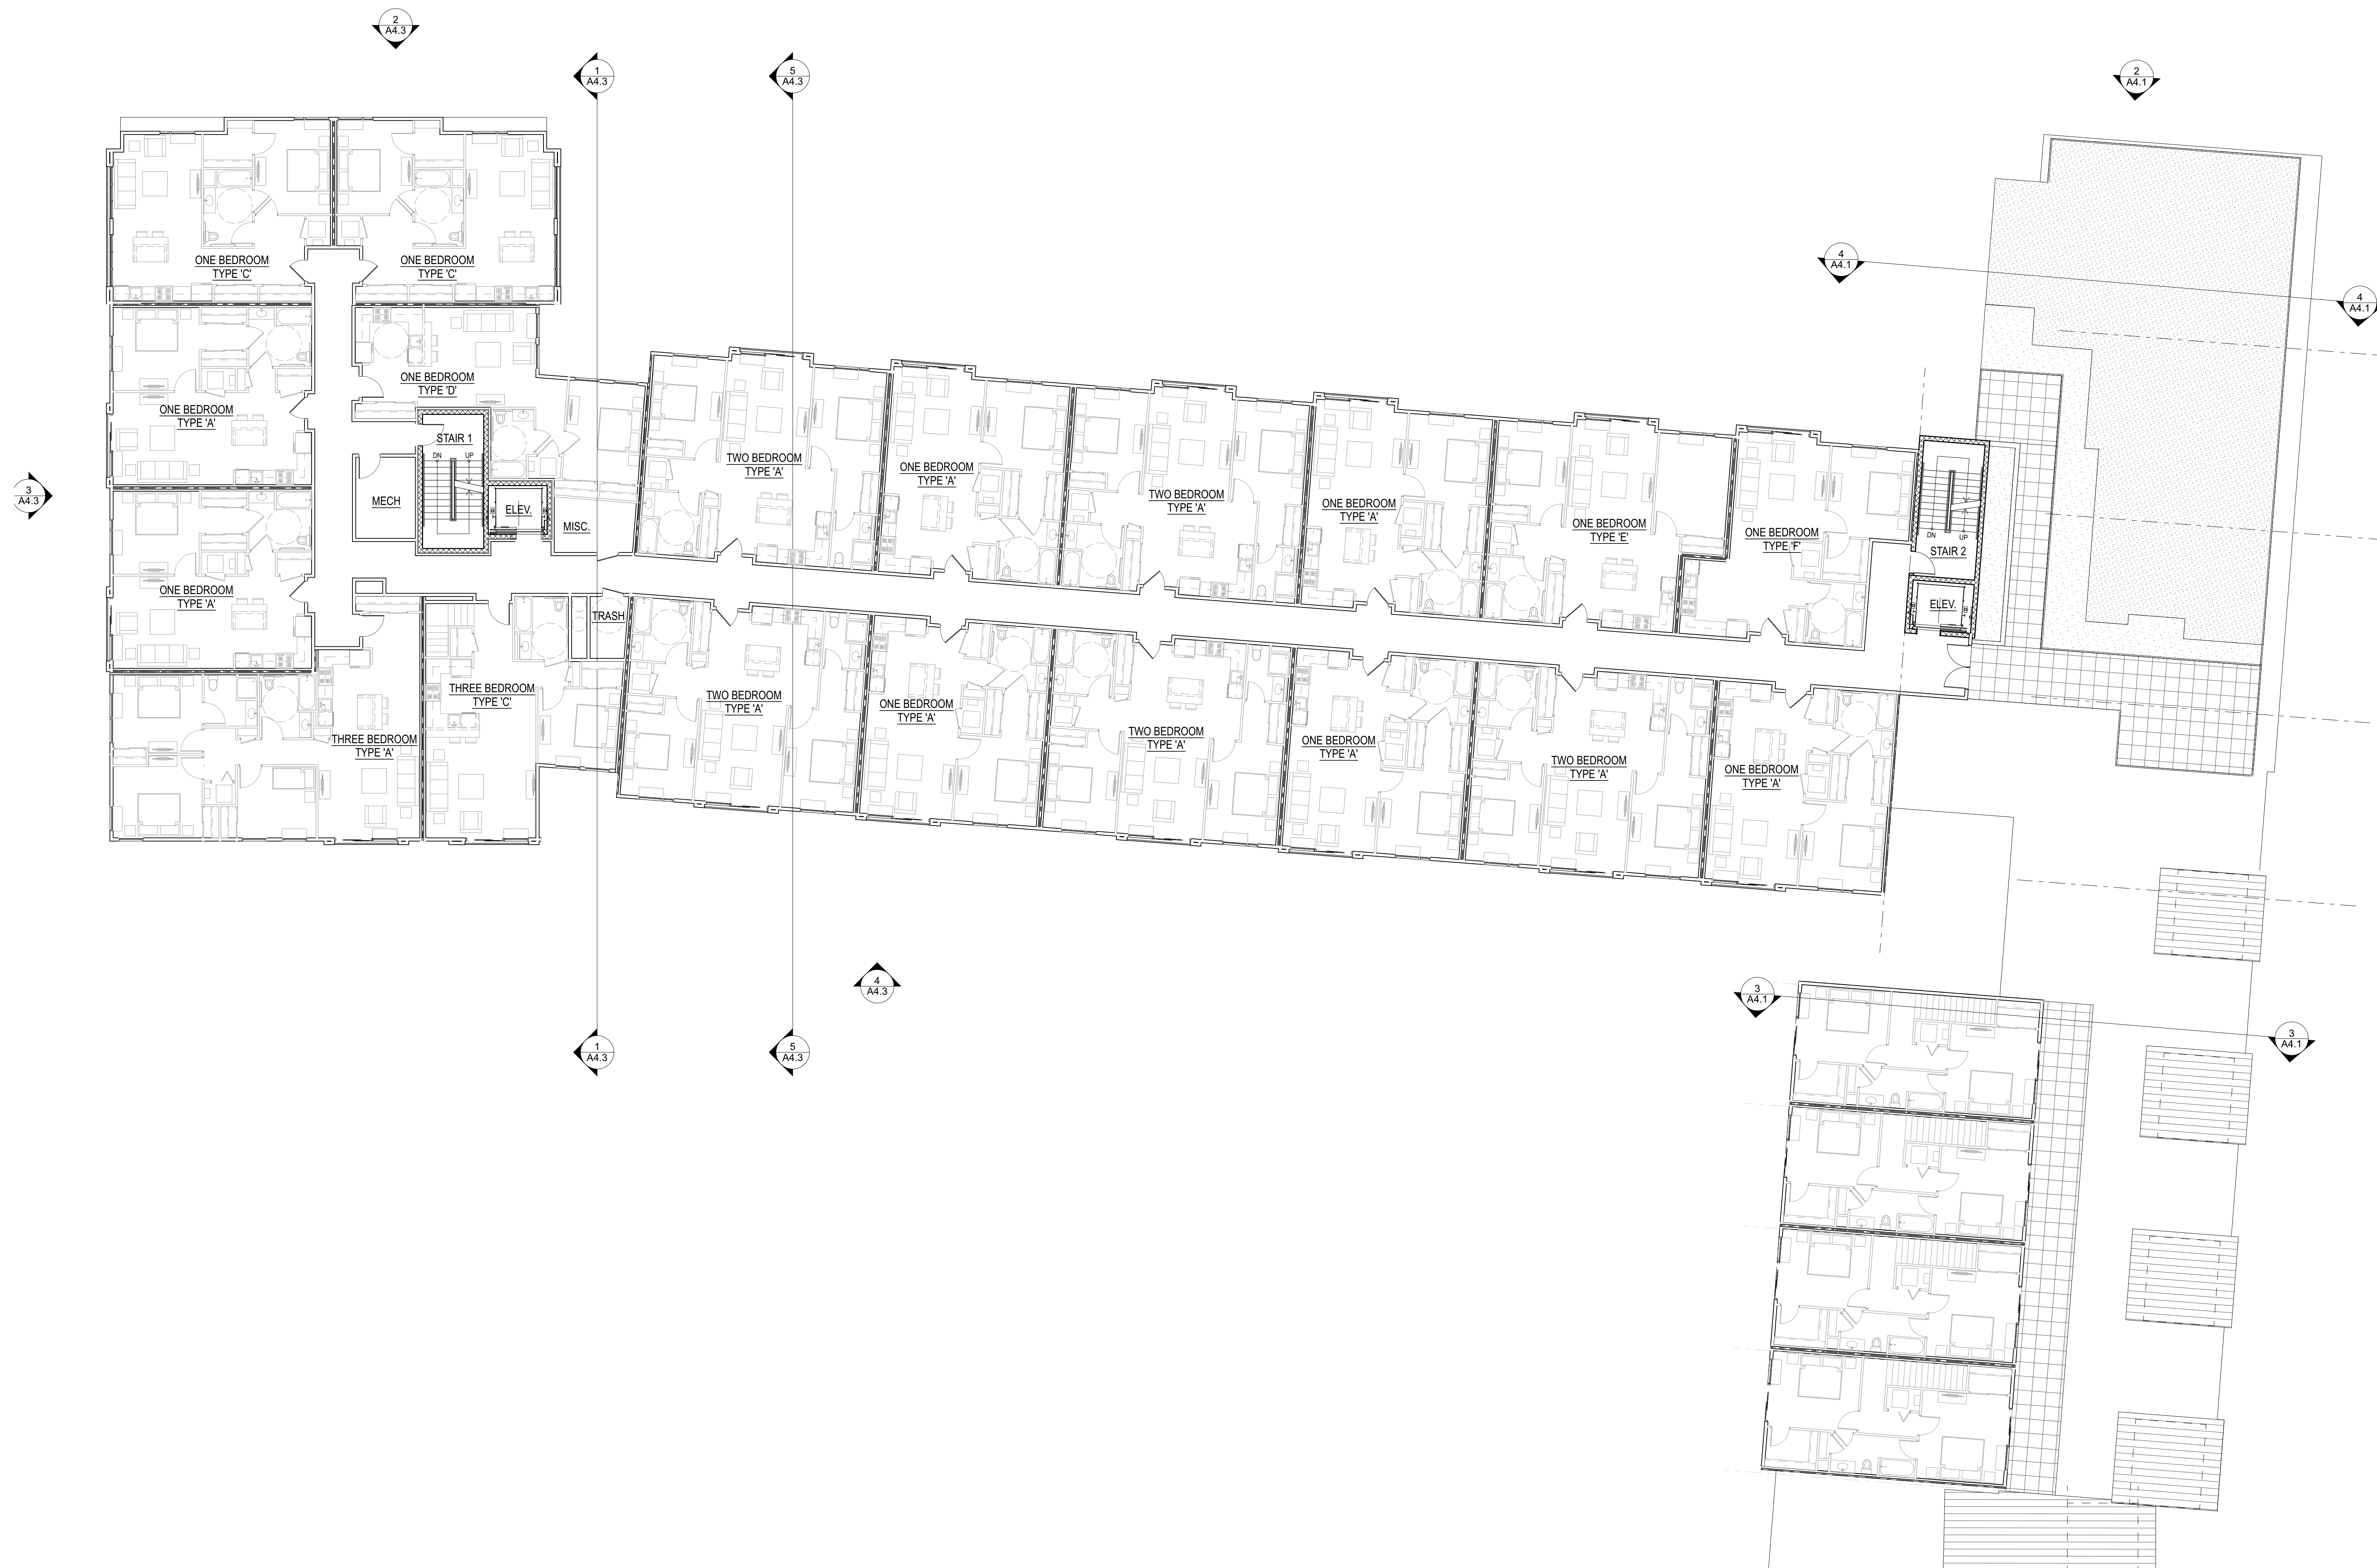 2
A4.3
1
A4.3
5
A4.3
2
A4.1
4
A4.1
4
A4.1
ONE BEDROOM
TYPE 'C'
ONE BEDROOM
TYPE 'C'
ONE BEDROOM
TYPE 'D'
ONE BEDROOM
TYPE 'A'
STAIR 1
DN
UP
MECH
ELEV.
MISC.
3
A4.3
TWO BEDROOM
TYPE 'A'
ONE BEDROOM
TYPE 'A'
TWO BEDROOM
TYPE 'A'
ONE BEDROOM
TYPE 'A'
ONE BEDROOM
TYPE 'E'
ONE BEDROOM
TYPE 'F'
DN
UP
STAIR 2
ELEV.
ONE BEDROOM
TYPE 'A'
TRASH
THREE BEDROOM
TYPE 'C'
THREE BEDROOM
TYPE 'A'
TWO BEDROOM
TYPE 'A'
ONE BEDROOM
TYPE 'A'
TWO BEDROOM
TYPE 'A'
ONE BEDROOM
TYPE 'A'
TWO BEDROOM
TYPE 'A'
ONE BEDROOM
TYPE 'A'
4
A4.3
3
A4.1
1
A4.3
5
A4.3
3
A4.1